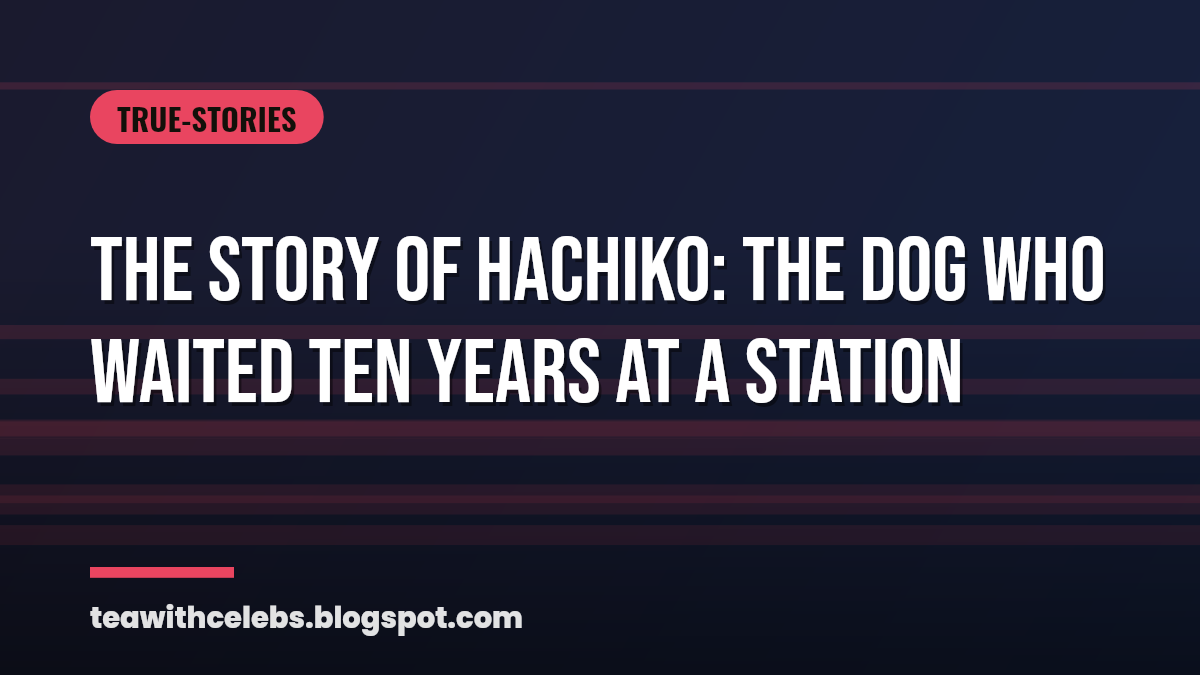 TRUE-STORIES
THE STORY OF HACHIKO: THE DOG WHO
WAITED TEN YEARS AT A STATION
teawithcelebs.blogspot.com